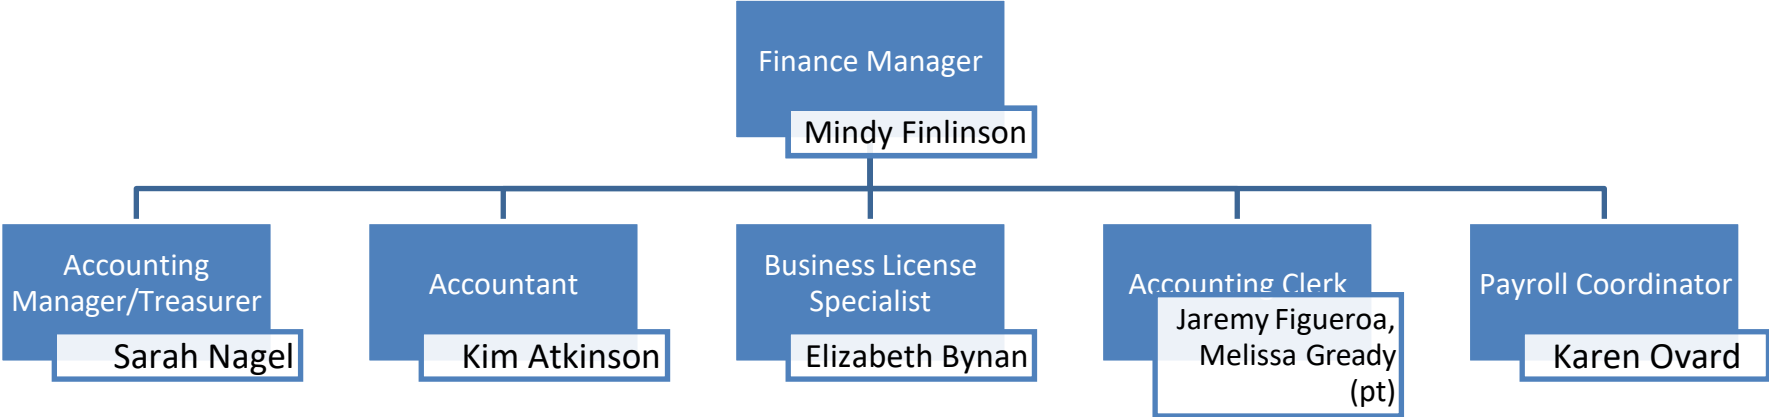 Finance Manager
Mindy Finlinson
Accounting
Manager/Treasurer
Sarah Nagel
Accountant
Kim Atkinson
Business License
Specialist
Elizabeth Bynan
Accounting Clerk
Jaremy Figueroa,
Melissa Gready
(pt)
Payroll Coordinator
Karen Ovard